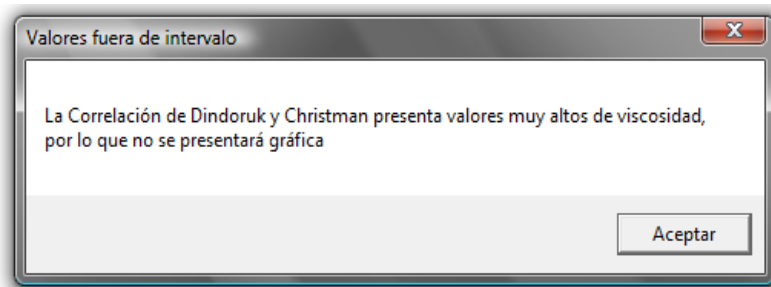 Valores fuera de intervalo
La Correlación de Dindoruk y Christman presenta valores muy altos de viscosidad,
por lo que no se presentará gráfica
Aceptar